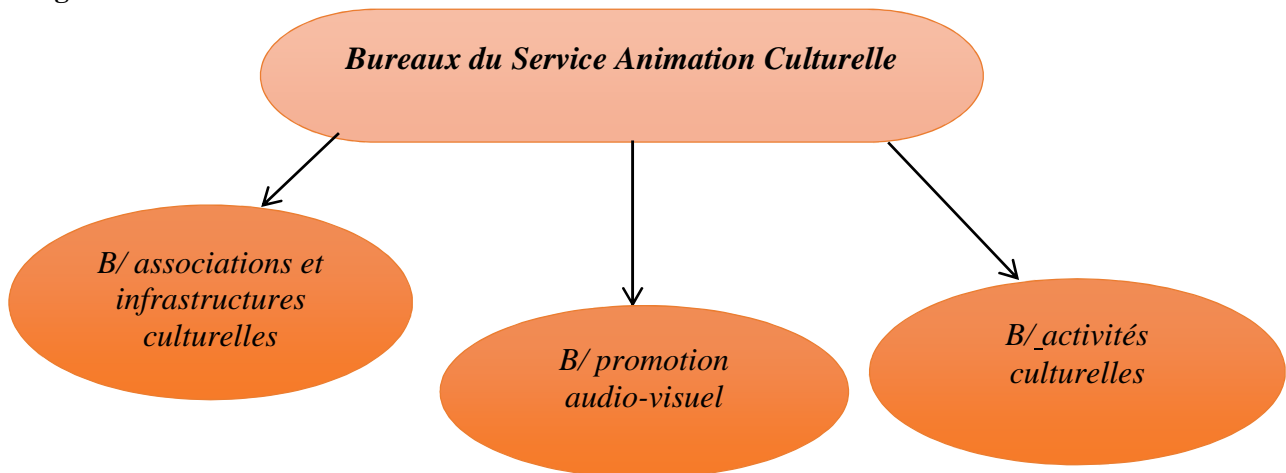 Bureaux du Service Animation Culturelle
B/ associations et
infrastructures
culturelles
B/ promotion
audio-visuel
B/ activités
culturelles